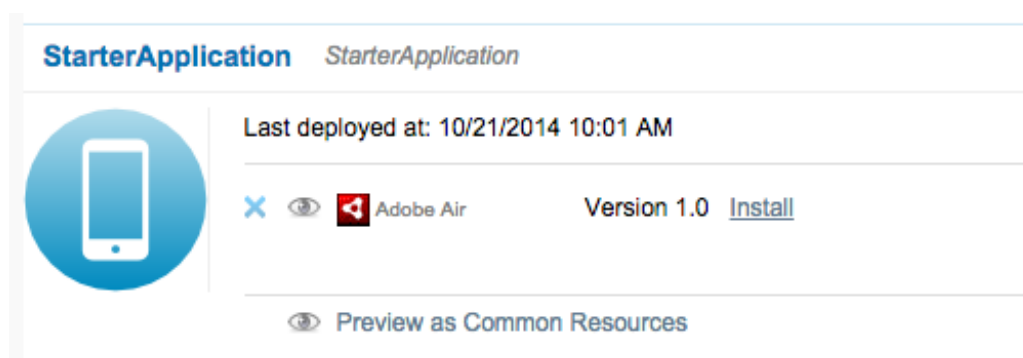 StarterApplication StarterApplication
Last deployed at: 10/21/2014 10:01 AM
Adobe Air Version 1.0 Install
Preview as Common Resources